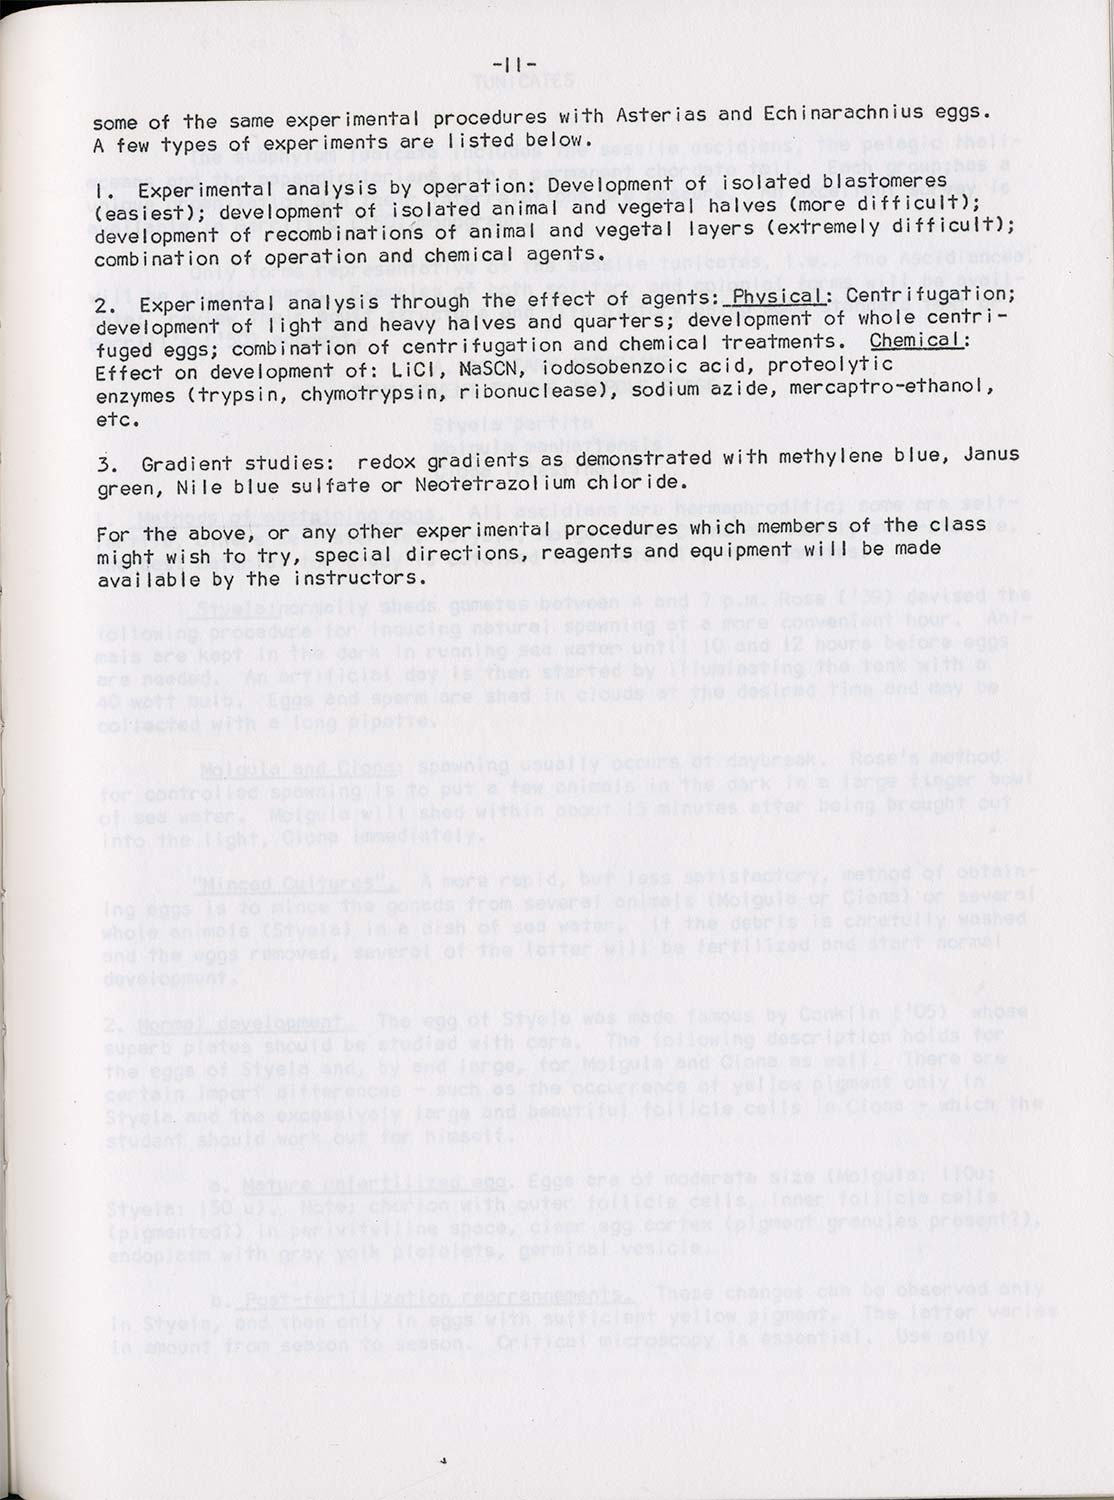 -11-
some of the same experimental procedures with Asterias and Echinarachnius eggs.
A few types of experiments are listed below.
1. Experimental analysis by operation: Development of isolated blastomeres
(easiest); development of isolated animal and vegetal halves (more difficult);
development of recombinations of animal and vegetal layers (extremely difficult);
combination of operation and chemical agents.
2. Experimental analysis through the effect of agents: Physical: Centrifugation;
development of light and heavy halves and quarters; development of whole centri-
fuged eggs; combination of centrifugation and chemical treatments. Chemical:
Effect on development of: LiCl, NaSCN, iodosobenzoic acid, proteolytic
enzymes (trypsin, chymotrypsin, ribonuclease), sodium azide, mercaptro-ethanol,
etc.
3. Gradient studies: redox gradients as demonstrated with methylene blue, Janus
green, Nile blue sulfate or Neotetrazolium chloride.
For the above, or any other experimental procedures which members of the class
might wish to try, special directions, reagents and equipment will be made
available by the instructors.